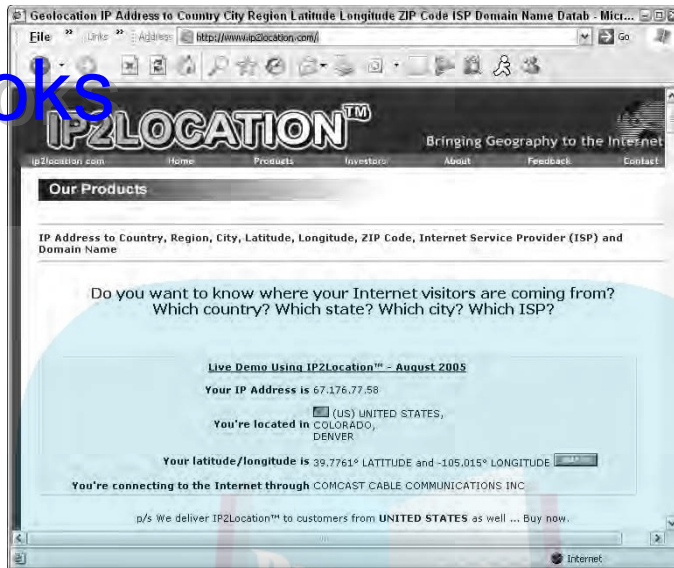 Geolocation IP Address to Country City Region Latitude Longitude ZIP Code ISP Domain Name Datab - Micr...
File » Links » Address http://www.ip2location.com/ Go
oks
IP2LOCATION™
Bringing Geography to the Internet
ip2location.com Home Products Investors About Feedback Contact
Our Products
IP Address to Country, Region, City, Latitude, Longitude, ZIP Code, Internet Service Provider (ISP) and
Domain Name
Do you want to know where your Internet visitors are coming from?
Which country? Which state? Which city? Which ISP?
Live Demo Using IP2Location™ - August 2005
Your IP Address is 67.176.77.58
You're located in (US) UNITED STATES,
COLORADO,
DENVER
Your latitude/longitude is 39.7761° LATITUDE and -105.015° LONGITUDE
You're connecting to the Internet through COMCAST CABLE COMMUNICATIONS INC
p/s We deliver IP2Location™ to customers from UNITED STATES as well ... Buy now.
Internet